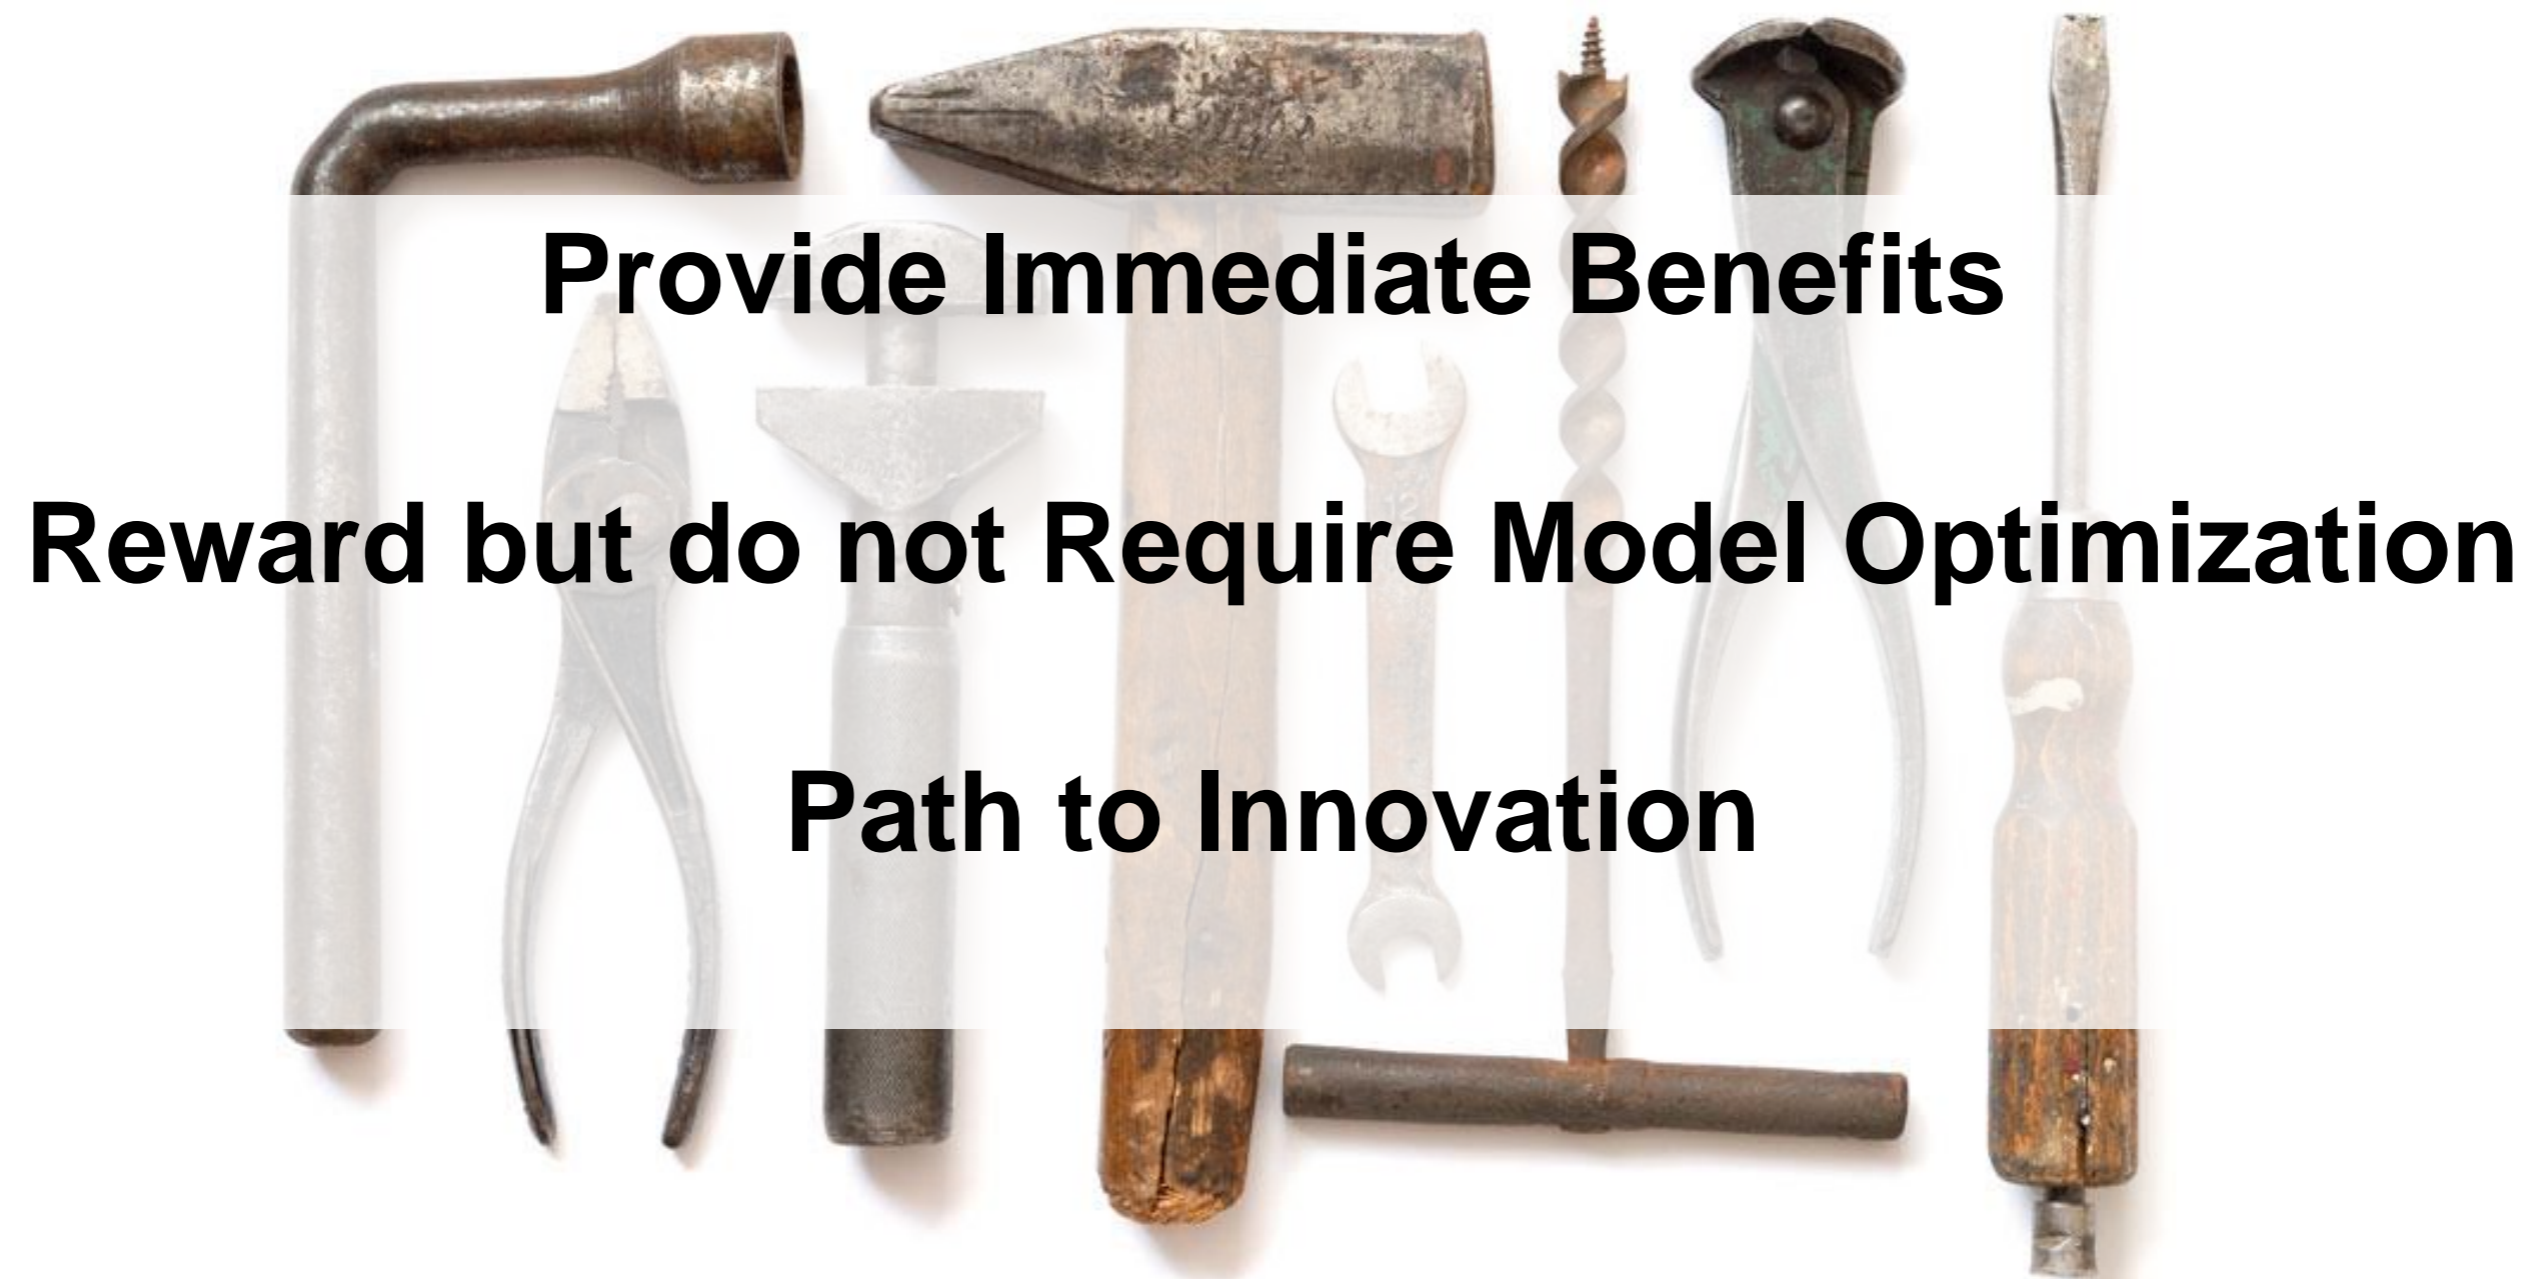 Provide Immediate Benefits
Reward but do not Require Model Optimization
Path to Innovation